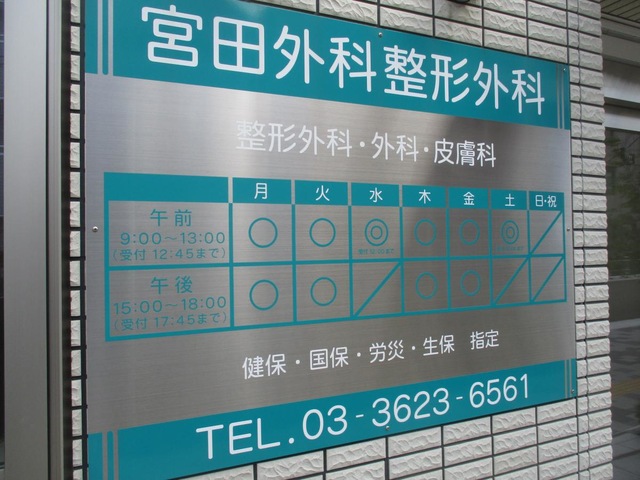 宮田外科整形外科
整形外科・外科・皮膚科
月 火 水 木 金 土 日・祝
午前
9:00～13:00
(受付 12:45まで)
○ ○ ◎ ○ ○ ◎
午後
15:00～18:00
(受付 17:45まで)
○ ○ ○ ○
健保・国保・労災・生保 指定
TEL.03-3623-6561